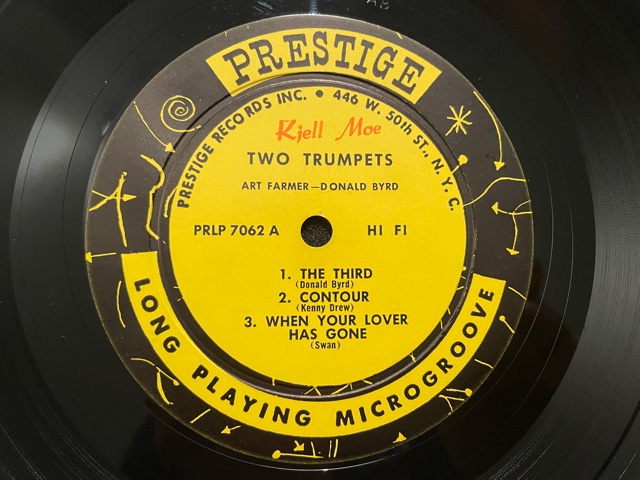 PRESTIGE
PRESTIGE RECORDS INC. • 446 W. 50th ST., N.Y.C.
Kjell Moe
TWO TRUMPETS
ART FARMER—DONALD BYRD
PRLP 7062 A
HI FI
1. THE THIRD
(Donald Byrd)
2. CONTOUR
(Kenny Drew)
3. WHEN YOUR LOVER
HAS GONE
(Swan)
LONG PLAYING MICROGROOVE